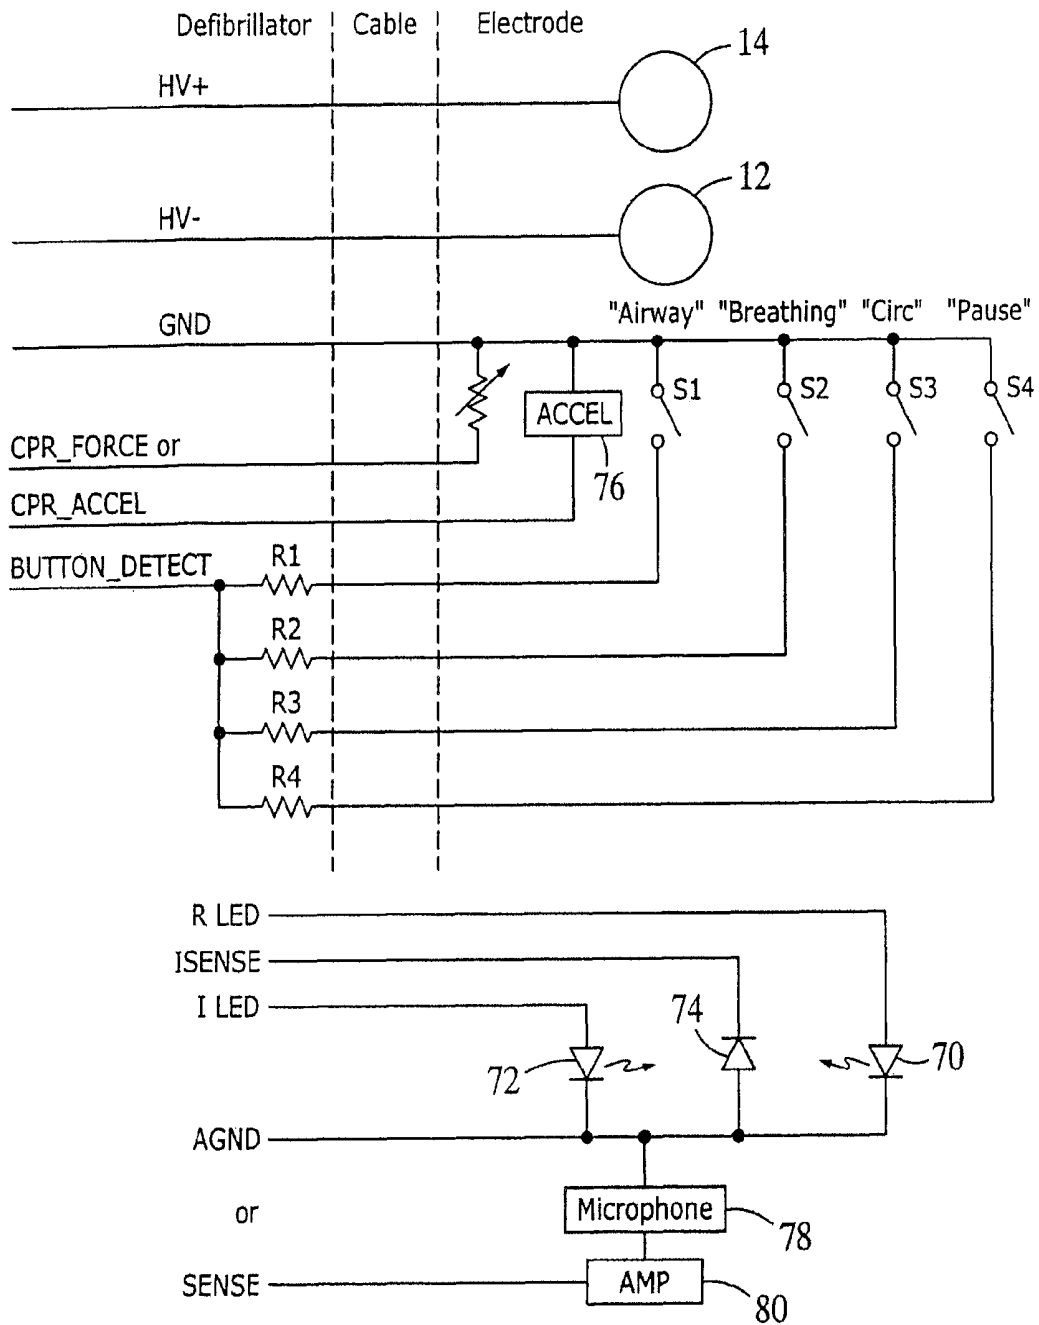 Defibrillator Cable Electrode
14
HV+
12
HV-
"Airway" "Breathing" "Circ" "Pause"
GND
S1 S2 S3 S4
ACCEL
CPR_FORCE or
76
CPR_ACCEL
BUTTON_DETECT
R1
R2
R3
R4
R LED
ISENSE
I LED
74
72
70
AGND
Microphone
or
78
SENSE
AMP
80